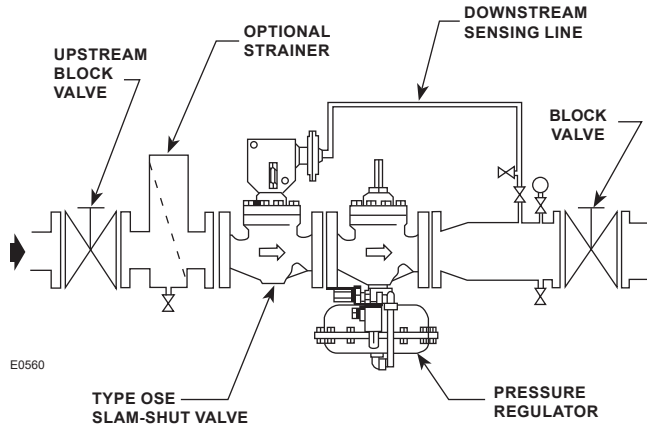 DOWNSTREAM
SENSING LINE
OPTIONAL
STRAINER
UPSTREAM
BLOCK
VALVE
BLOCK
VALVE
E0560
TYPE OSE
SLAM-SHUT VALVE
PRESSURE
REGULATOR